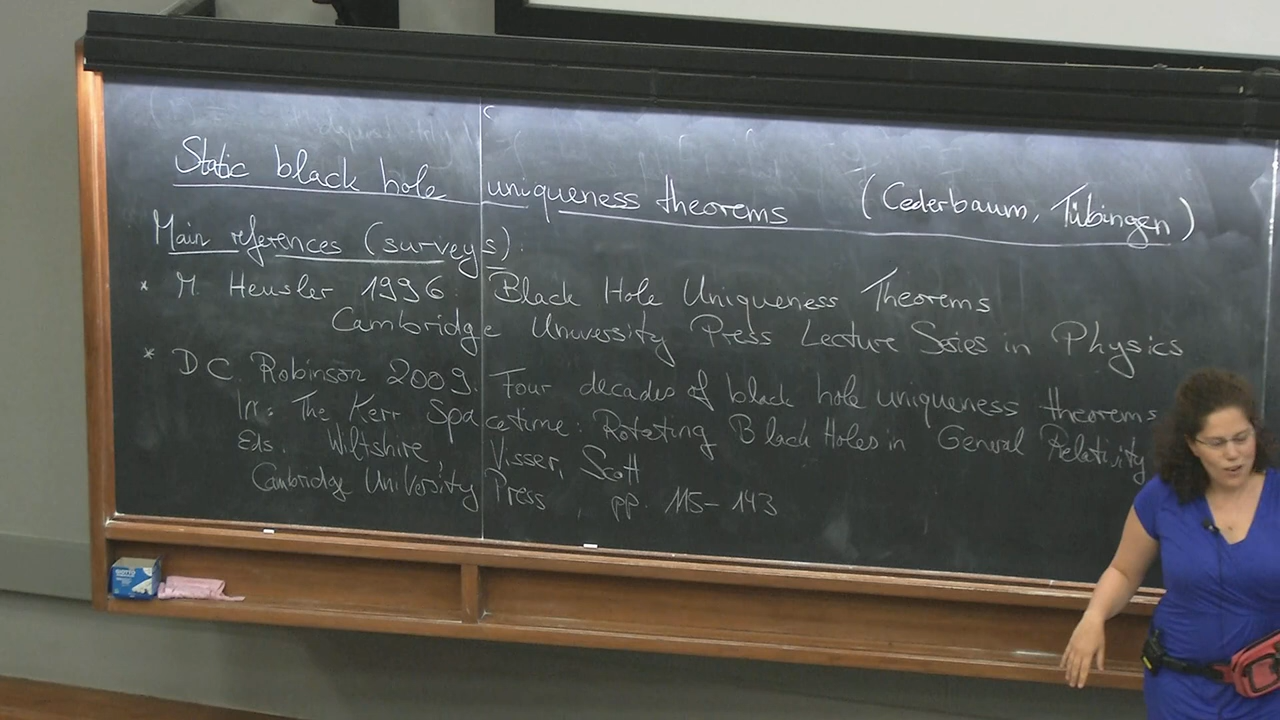 Static black hole uniqueness theorems (Cederbaum, Tübingen)
Main references (surveys):
* M. Heusler 1996: Black Hole Uniqueness Theorems
Cambridge University Press Lecture Series in Physics
* D.C. Robinson 2009: Four decades of black hole uniqueness theorems
In: The Kerr Spacetime: Rotating Black Holes in General Relativity
Eds. Wiltshire, Visser, Scott
Cambridge University Press, pp. 115-143
GIOTTO